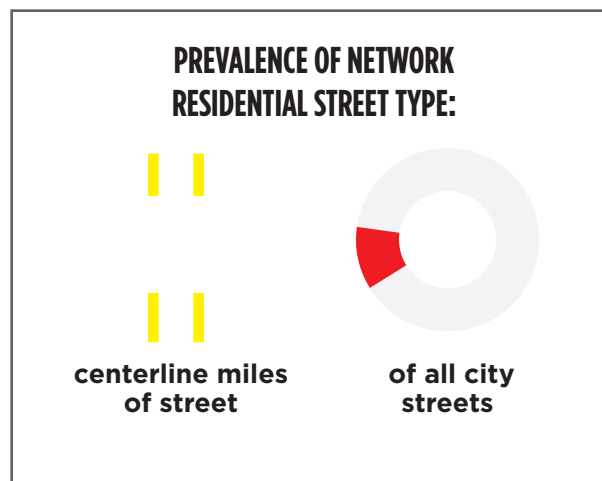 PREVALENCE OF NETWORK
RESIDENTIAL STREET TYPE:
centerline miles
of street
of all city
streets